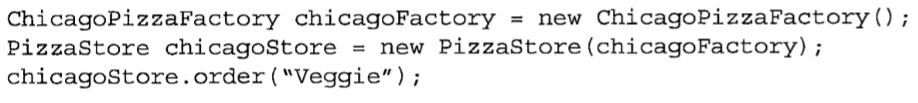 ChicagoPizzaFactory chicagoFactory = new ChicagoPizzaFactory();
PizzaStore chicagoStore = new PizzaStore(chicagoFactory);
chicagoStore.order(“Veggie”);